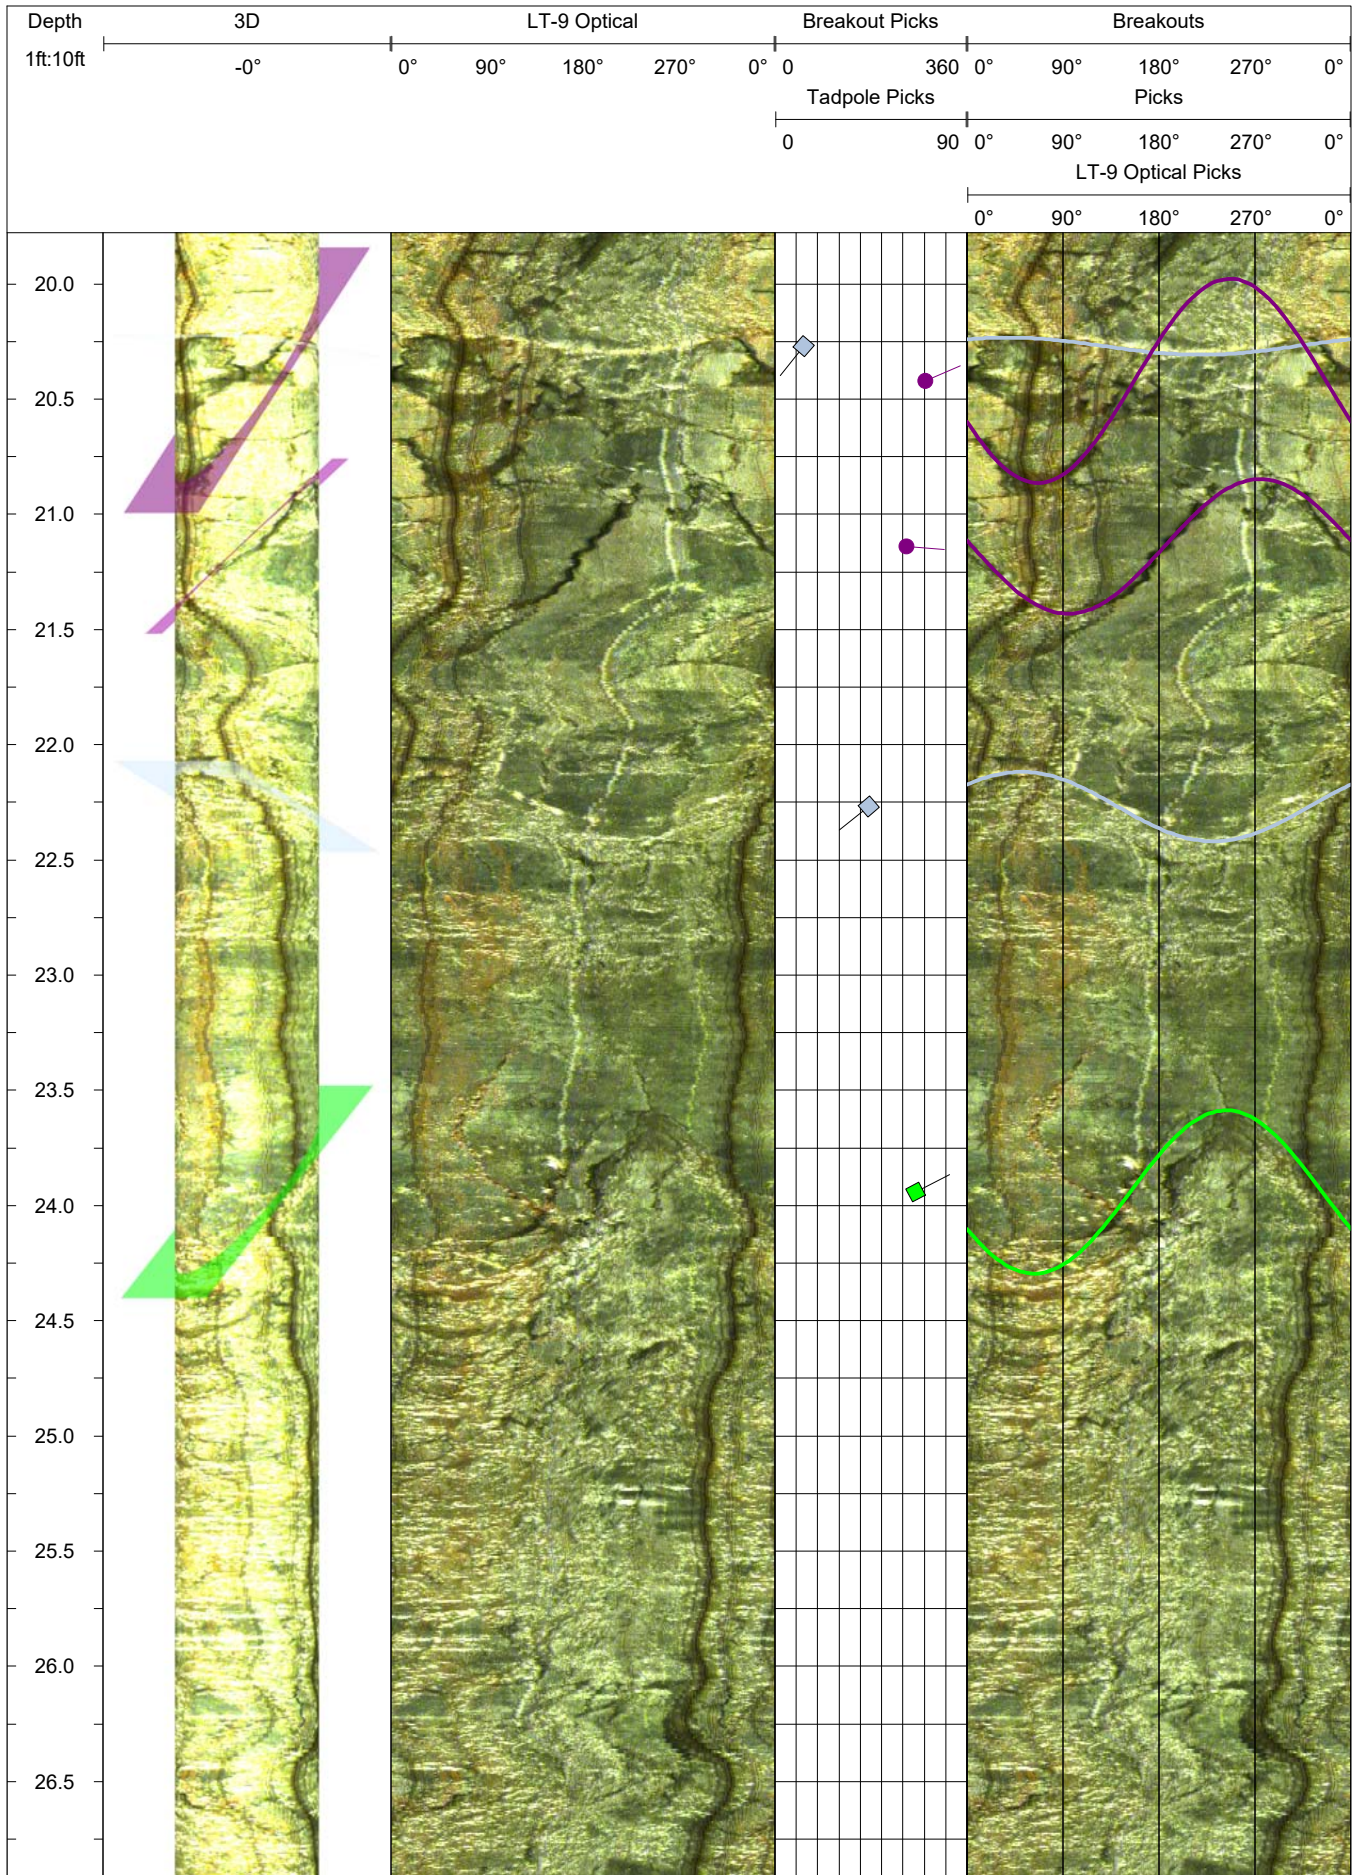 Depth 3D LT-9 Optical Breakout Picks Breakouts
1ft:10ft -0° 0° 90° 180° 270° 0° 0 360 0° 90° 180° 270° 0°
Tadpole Picks Picks
0 90 0° 90° 180° 270° 0°
LT-9 Optical Picks
0° 90° 180° 270° 0°
20.0
20.5
21.0
21.5
22.0
22.5
23.0
23.5
24.0
24.5
25.0
25.5
26.0
26.5